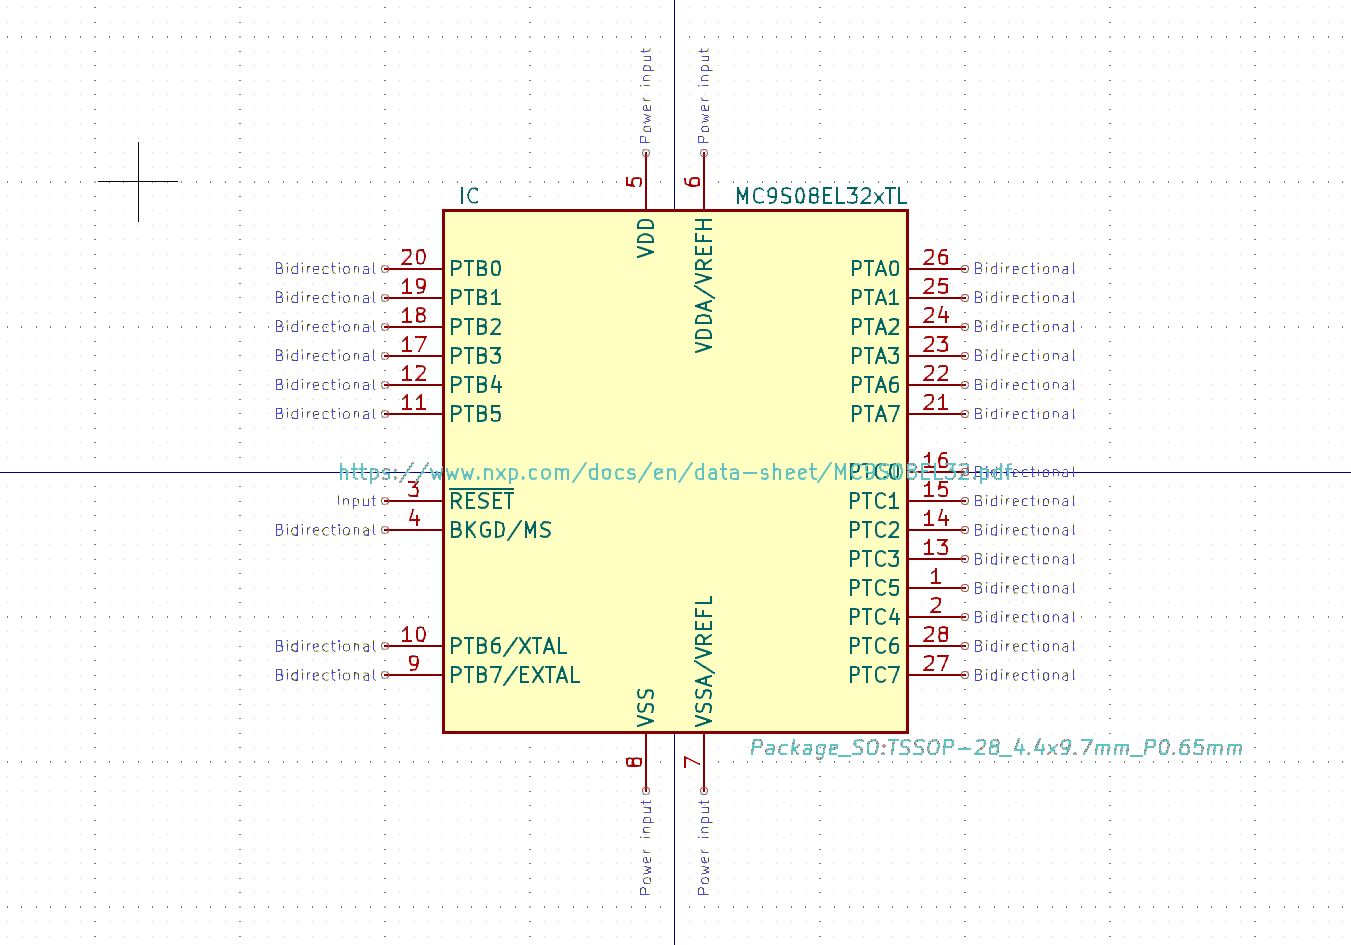 Power input
Power input
5
6
IC
MC9S08EL32xTL
VDD
VDDA/VREFH
Bidirectional 20 PTB0
PTA0 26 Bidirectional
Bidirectional 19 PTB1
PTA1 25 Bidirectional
Bidirectional 18 PTB2
PTA2 24 Bidirectional
Bidirectional 17 PTB3
PTA3 23 Bidirectional
Bidirectional 12 PTB4
PTA6 22 Bidirectional
Bidirectional 11 PTB5
PTA7 21 Bidirectional
https://www.nxp.com/docs/en/data-sheet/MC9S08EL32.pdf
PTC0 16 Bidirectional
Input 3 RESET
PTC1 15 Bidirectional
Bidirectional 4 BKGD/MS
PTC2 14 Bidirectional
PTC3 13 Bidirectional
PTC5 1 Bidirectional
PTC4 2 Bidirectional
Bidirectional 10 PTB6/XTAL
PTC6 28 Bidirectional
Bidirectional 9 PTB7/EXTAL
PTC7 27 Bidirectional
VSS
VSSA/VREFL
Package_SO:TSSOP-28_4.4x9.7mm_P0.65mm
8
7
Power input
Power input